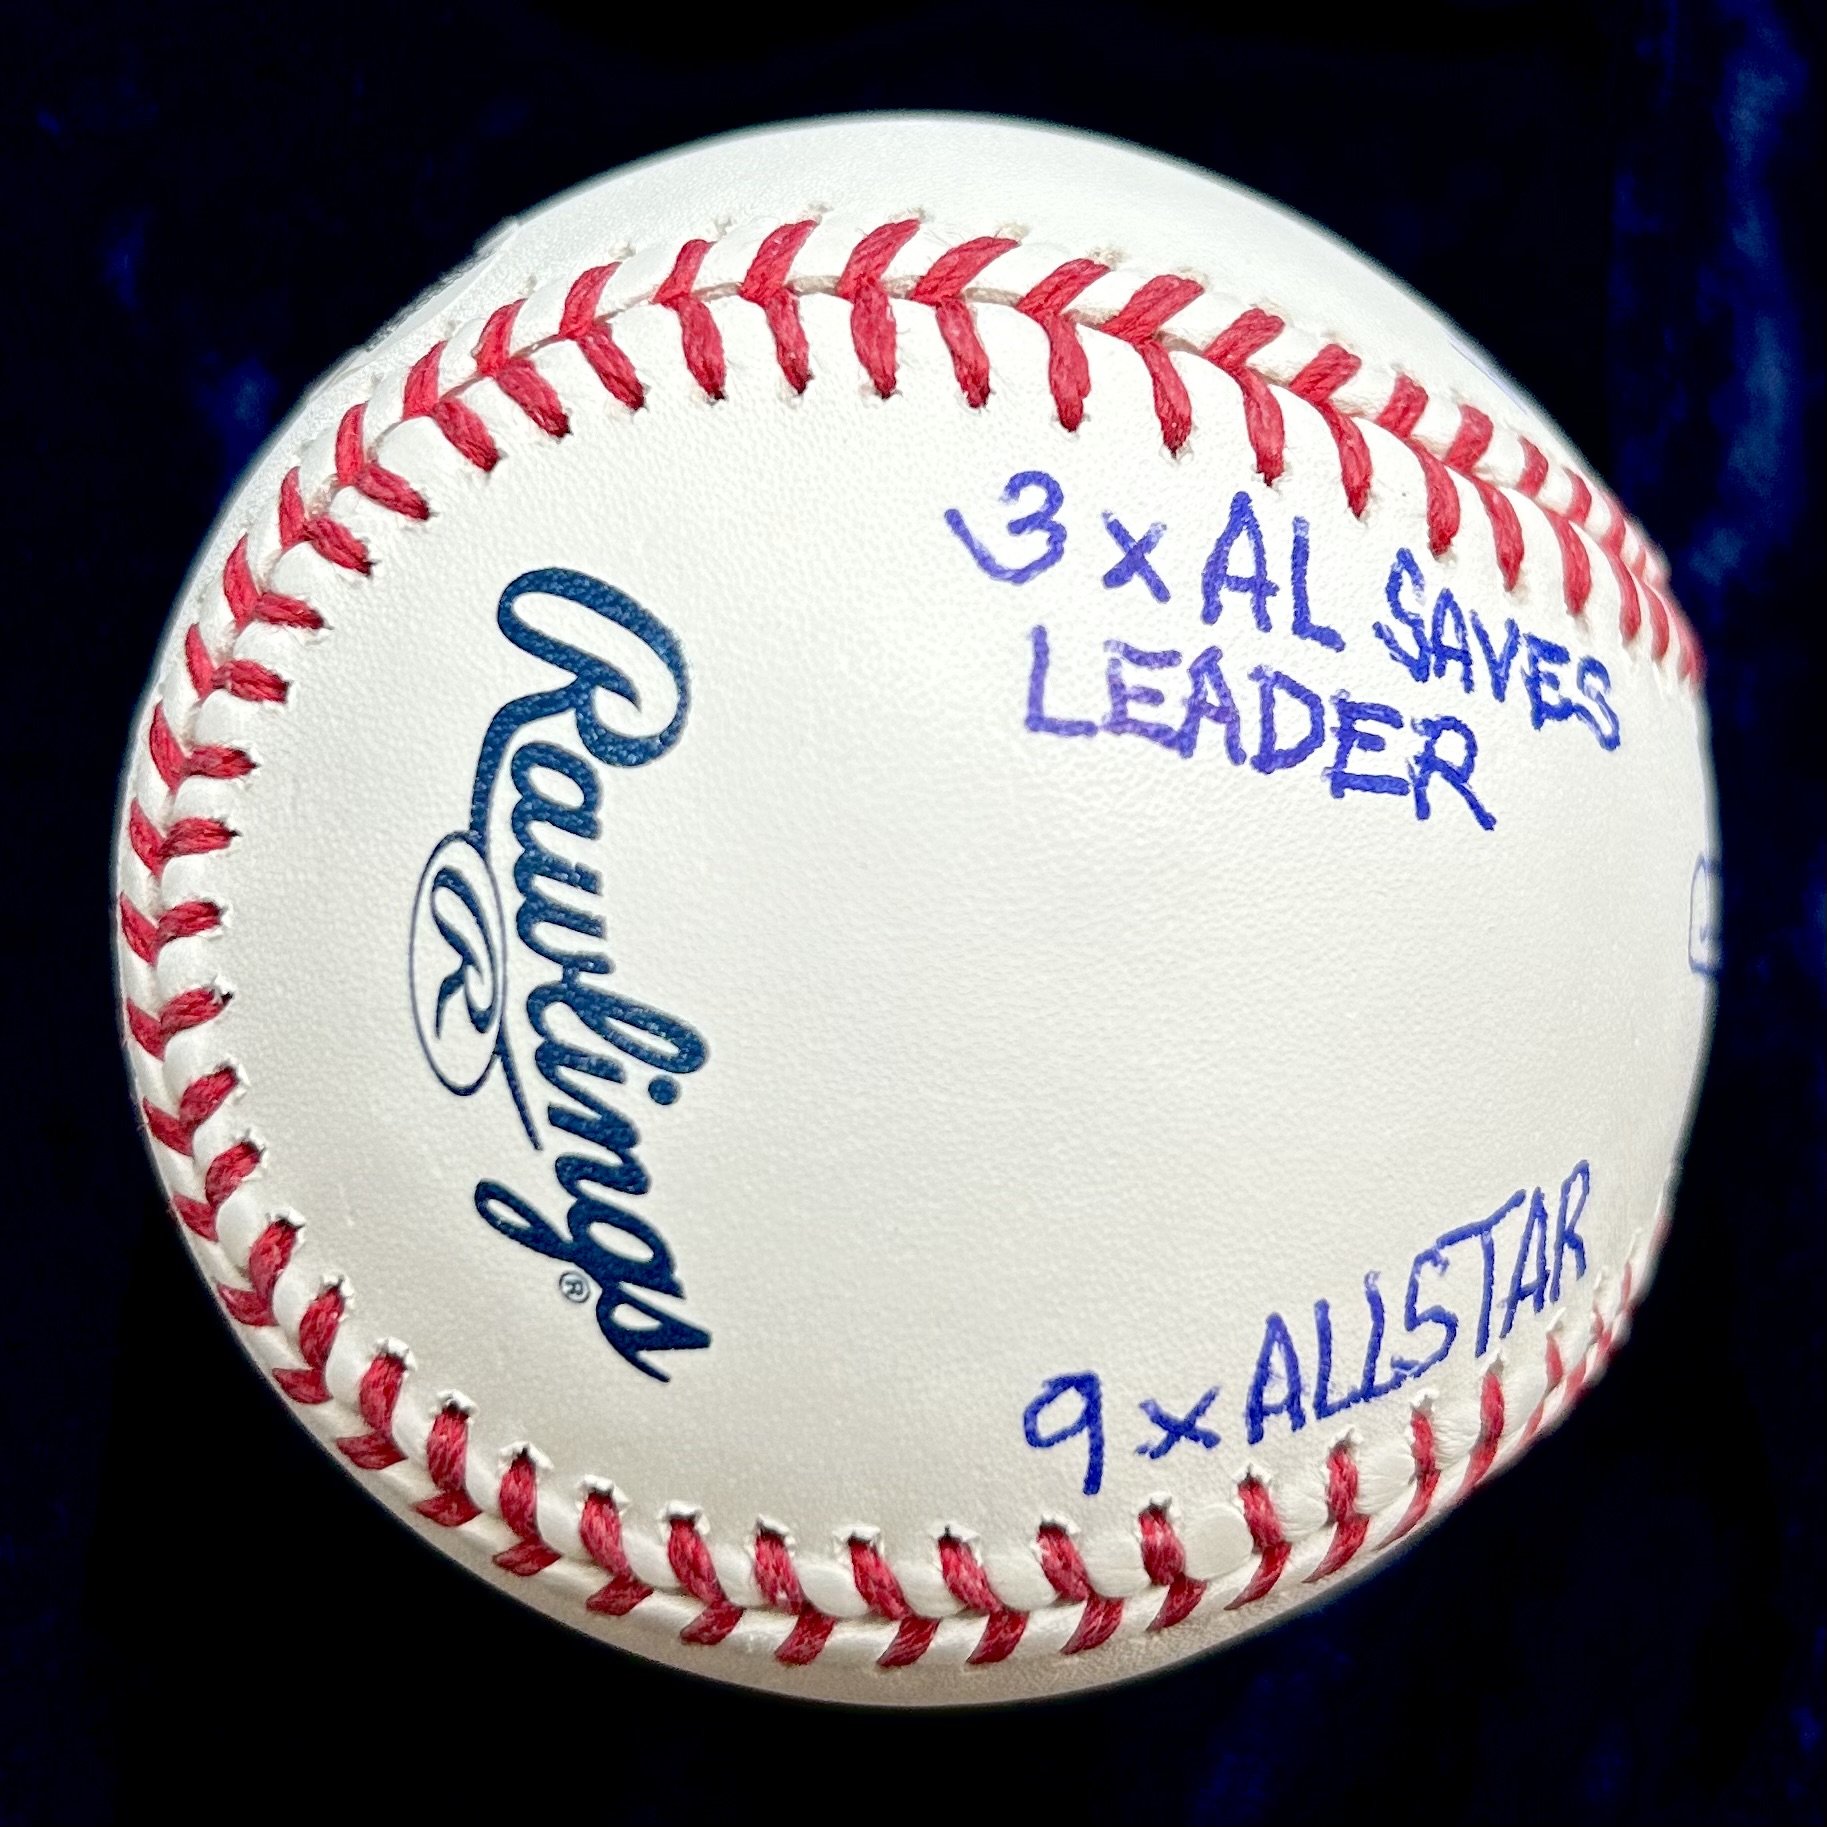 Rawlings®
R
3 x AL SAVES
LEADER
9 x ALLSTAR